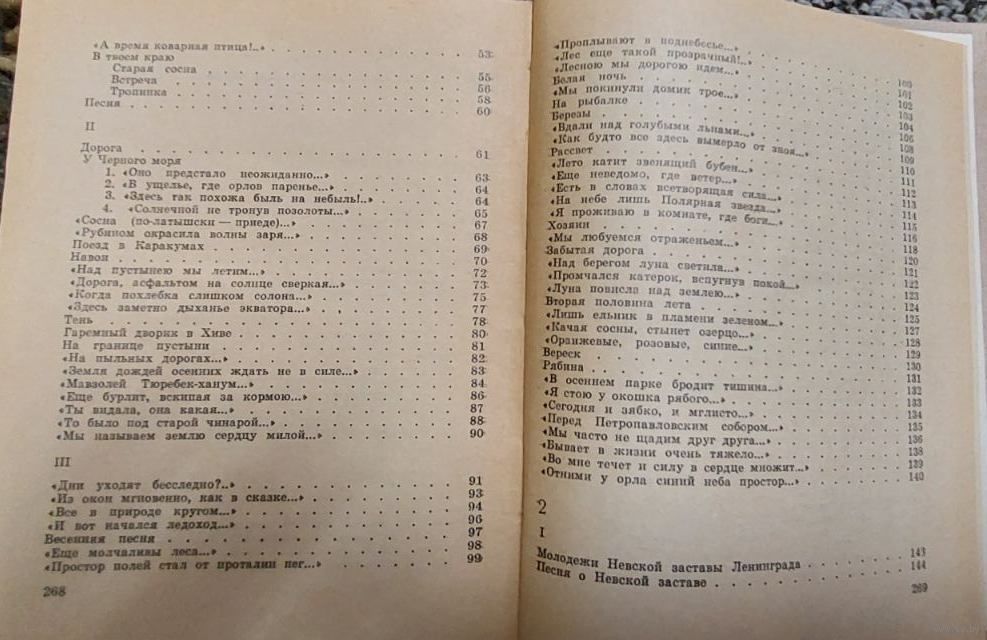 «А время коварная птица!..» . . . 53
В твоем краю
Старая сосна . . . 55
Встреча . . . 56
Тропинка . . . 58
Песня . . . 60
II
Дорога . . . 61
У Черного моря
1. «Оно предстало неожиданно...» . . . 63
2. «В ущелье, где орлов паренье...» . . . 64
3. «Здесь так похожа быль на небыль!..» . . . 64
4. «Солнечной не тронув позолоты...» . . . 65
«Сосна (по-латышски — приеде)...» . . . 67
«Рубином окрасила волны заря...» . . . 68
Поезд в Каракумах . . . 69
Навои . . . 70
«Над пустынею мы летим...» . . . 72
«Дорога, асфальтом на солнце сверкая...» . . . 73
«Когда похлебка слишком солона...» . . . 75
«Здесь заметно дыханье экватора...» . . . 77
Тень . . . 78
Гаремный дворик в Хиве . . . 80
На границе пустыни . . . 81
«На пыльных дорогах...» . . . 82
«Земля дождей осенних ждать не в силе...» . . . 83
«Мавзолей Тюребек-ханум...» . . . 84
«Еще бурлит, вскипая за кормою...» . . . 86
«Ты видала, она какая...» . . . 87
«То было под старой чинарой...» . . . 88
«Мы называем землю сердцу милой...» . . . 90
III
«Дни уходят бесследно?..» . . . 91
«Из окон мгновенно, как в сказке...» . . . 93
«Все в природе кругом...» . . . 94
«И вот начался ледоход...» . . . 96
Весенняя песня . . . 97
«Еще молчаливы леса...» . . . 98
«Простор полей стал от проталин пег...» . . . 99
268
«Проплывают в поднебесье...» . . . 100
«Лес еще такой прозрачный!..» . . . 101
«Лесною мы дорогою идем...» . . . 102
Белая ночь . . . 103
«Мы покинули домик трое...» . . . 104
На рыбалке . . . 106
Березы . . . 108
«Вдали над голубыми льнами...» . . . 109
«Как будто все здесь вымерло от зноя...» . . . 110
Рассвет . . . 111
«Лето катит звенящий бубен...» . . . 112
«Еще неведомо, где ветер...» . . . 113
«Есть в словах всетворящая сила...» . . . 114
«На небе лишь Полярная звезда...» . . . 115
«Я проживаю в комнате, где боги...» . . . 116
Хозяин . . . 118
«Мы любуемся отраженьем...» . . . 120
Забытая дорога . . . 121
«Над берегом луна светила...» . . . 122
«Промчался катерок, вспугнув покой...» . . . 123
«Луна повисла над землею...» . . . 124
Вторая половина лета . . . 125
«Лишь ельник в пламени зеленом...» . . . 127
«Качая сосны, стынет озерцо...» . . . 128
«Оранжевые, розовые, синие...» . . . 129
Вереск . . . 130
Рябина . . . 131
«В осеннем парке бродит тишина...» . . . 132
«Я стою у окошка рябого...» . . . 133
«Сегодня и зябко, и мглисто...» . . . 134
«Перед Петропавловским собором...» . . . 135
«Мы часто не щадим друг друга...» . . . 136
«Бывает в жизни очень тяжело...» . . . 138
«Во мне течет и силу в сердце множит...» . . . 139
«Отними у орла синий неба простор...» . . . 140
2
I
Молодежи Невской заставы Ленинграда . . . 143
Песня о Невской заставе . . . 144
269